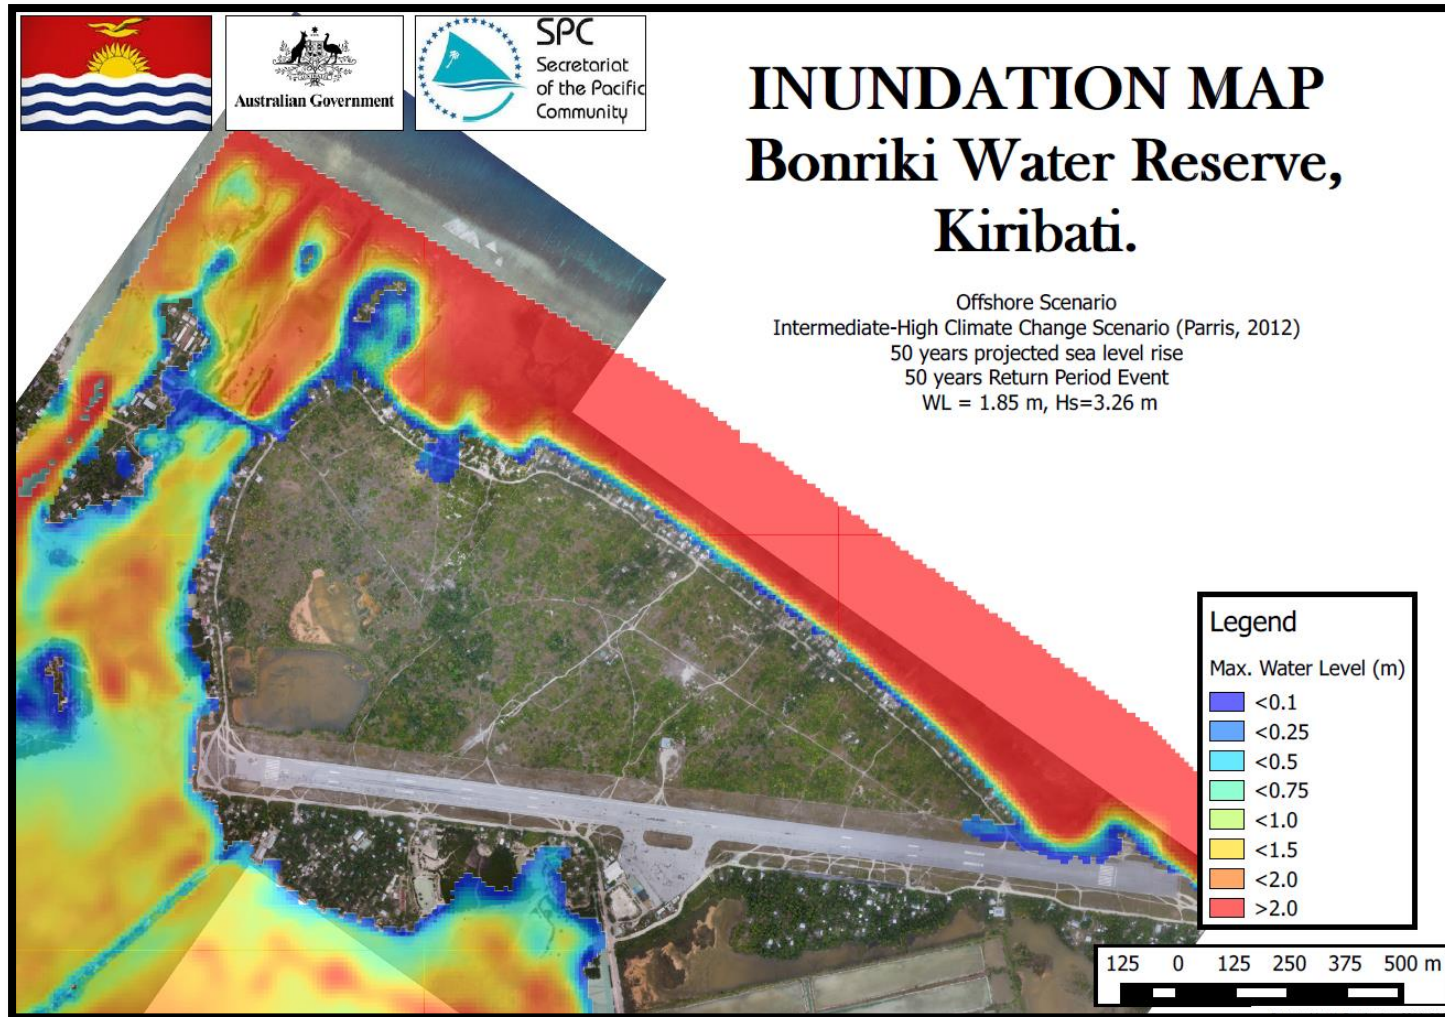 Australian Government
SPC
Secretariat
of the Pacific
Community
INUNDATION MAP
Bonriki Water Reserve,
Kiribati.
Offshore Scenario
Intermediate-High Climate Change Scenario (Parris, 2012)
50 years projected sea level rise
50 years Return Period Event
WL = 1.85 m, Hs=3.26 m
Legend
Max. Water Level (m)
<0.1
<0.25
<0.5
<0.75
<1.0
<1.5
<2.0
>2.0
125 0 125 250 375 500 m